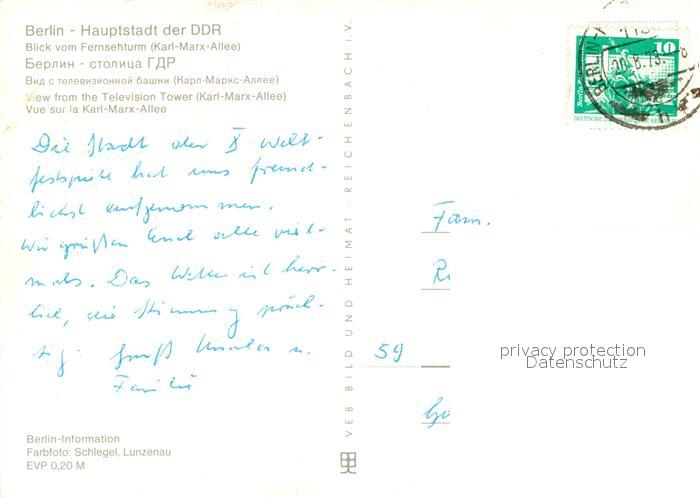 Berlin - Hauptstadt der DDR
Blick vom Fernsehturm (Karl-Marx-Allee)
Берлин - столица ГДР
Вид с телевизионной башни (Карл-Маркс-Аллее)
View from the Television Tower (Karl-Marx-Allee)
Vue sur la Karl-Marx-Allee
Die Stadt der X Welt-
festspiele hat uns freund-
lichst aufgenommen.
Wir grüßen Euch alle viel-
mals. Das Wetter ist herr-
lich, die Stimmung präch-
tig. Gruß Ursula u.
Familie
Berlin-Information
Farbfoto: Schlegel, Lunzenau
EVP 0,20 M
VEB BILD UND HEIMAT · REICHENBACH i.V.
10
BERLIN
20.8.73
Fam.
R
59
Gö
privacy protection
Datenschutz